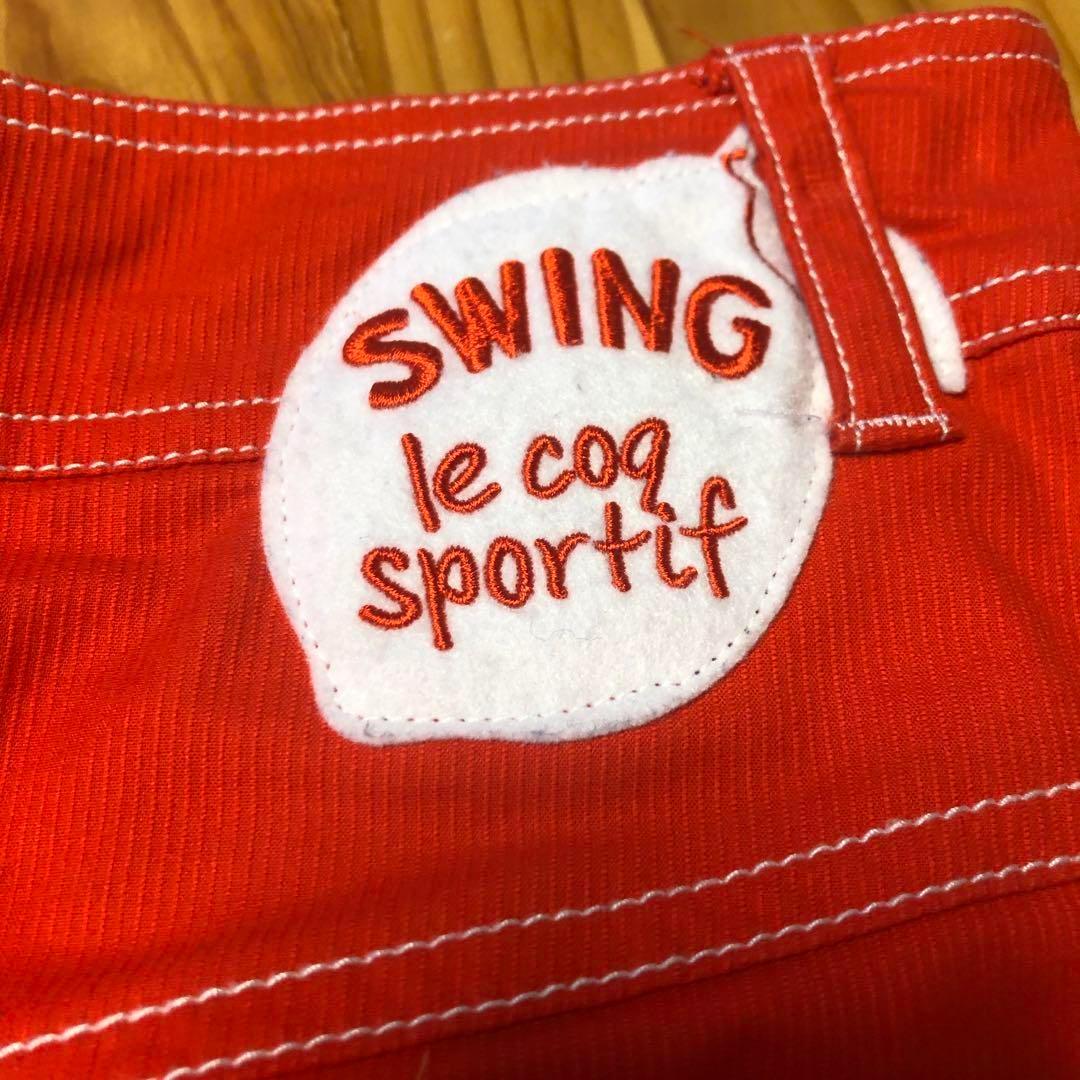 SWING
le coq
sportif